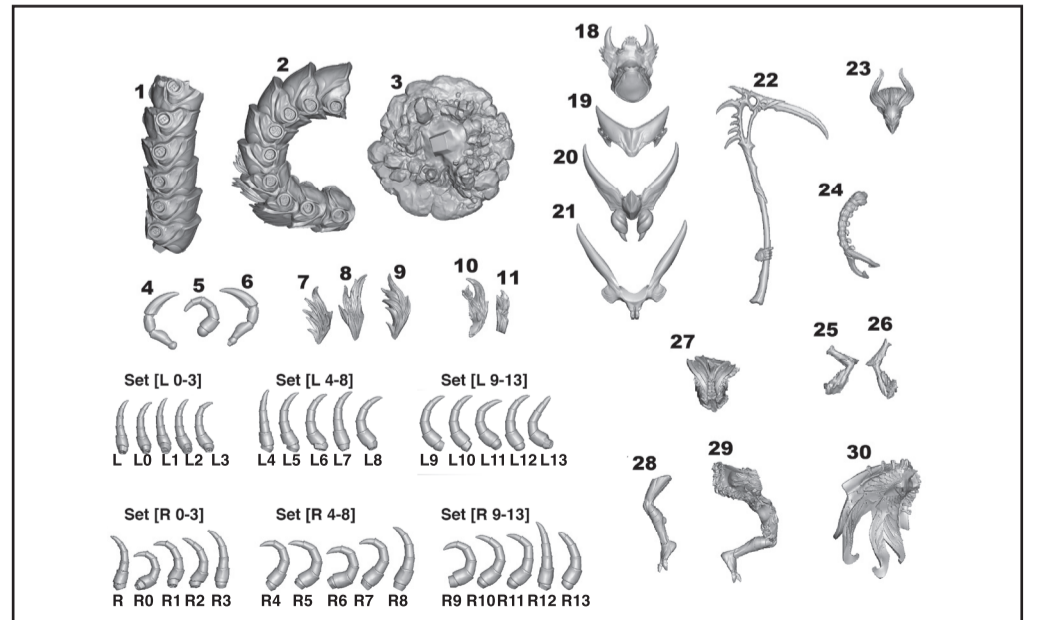 1 2 3 18 22 23
19
20
21 24
4 5 6 7 8 9 10 11
25 26
27
Set [L 0-3] Set [L 4-8] Set [L 9-13]
L L0 L1 L2 L3 L4 L5 L6 L7 L8 L9 L10 L11 L12 L13
28 29 30
Set [R 0-3] Set [R 4-8] Set [R 9-13]
R R0 R1 R2 R3 R4 R5 R6 R7 R8 R9 R10 R11 R12 R13